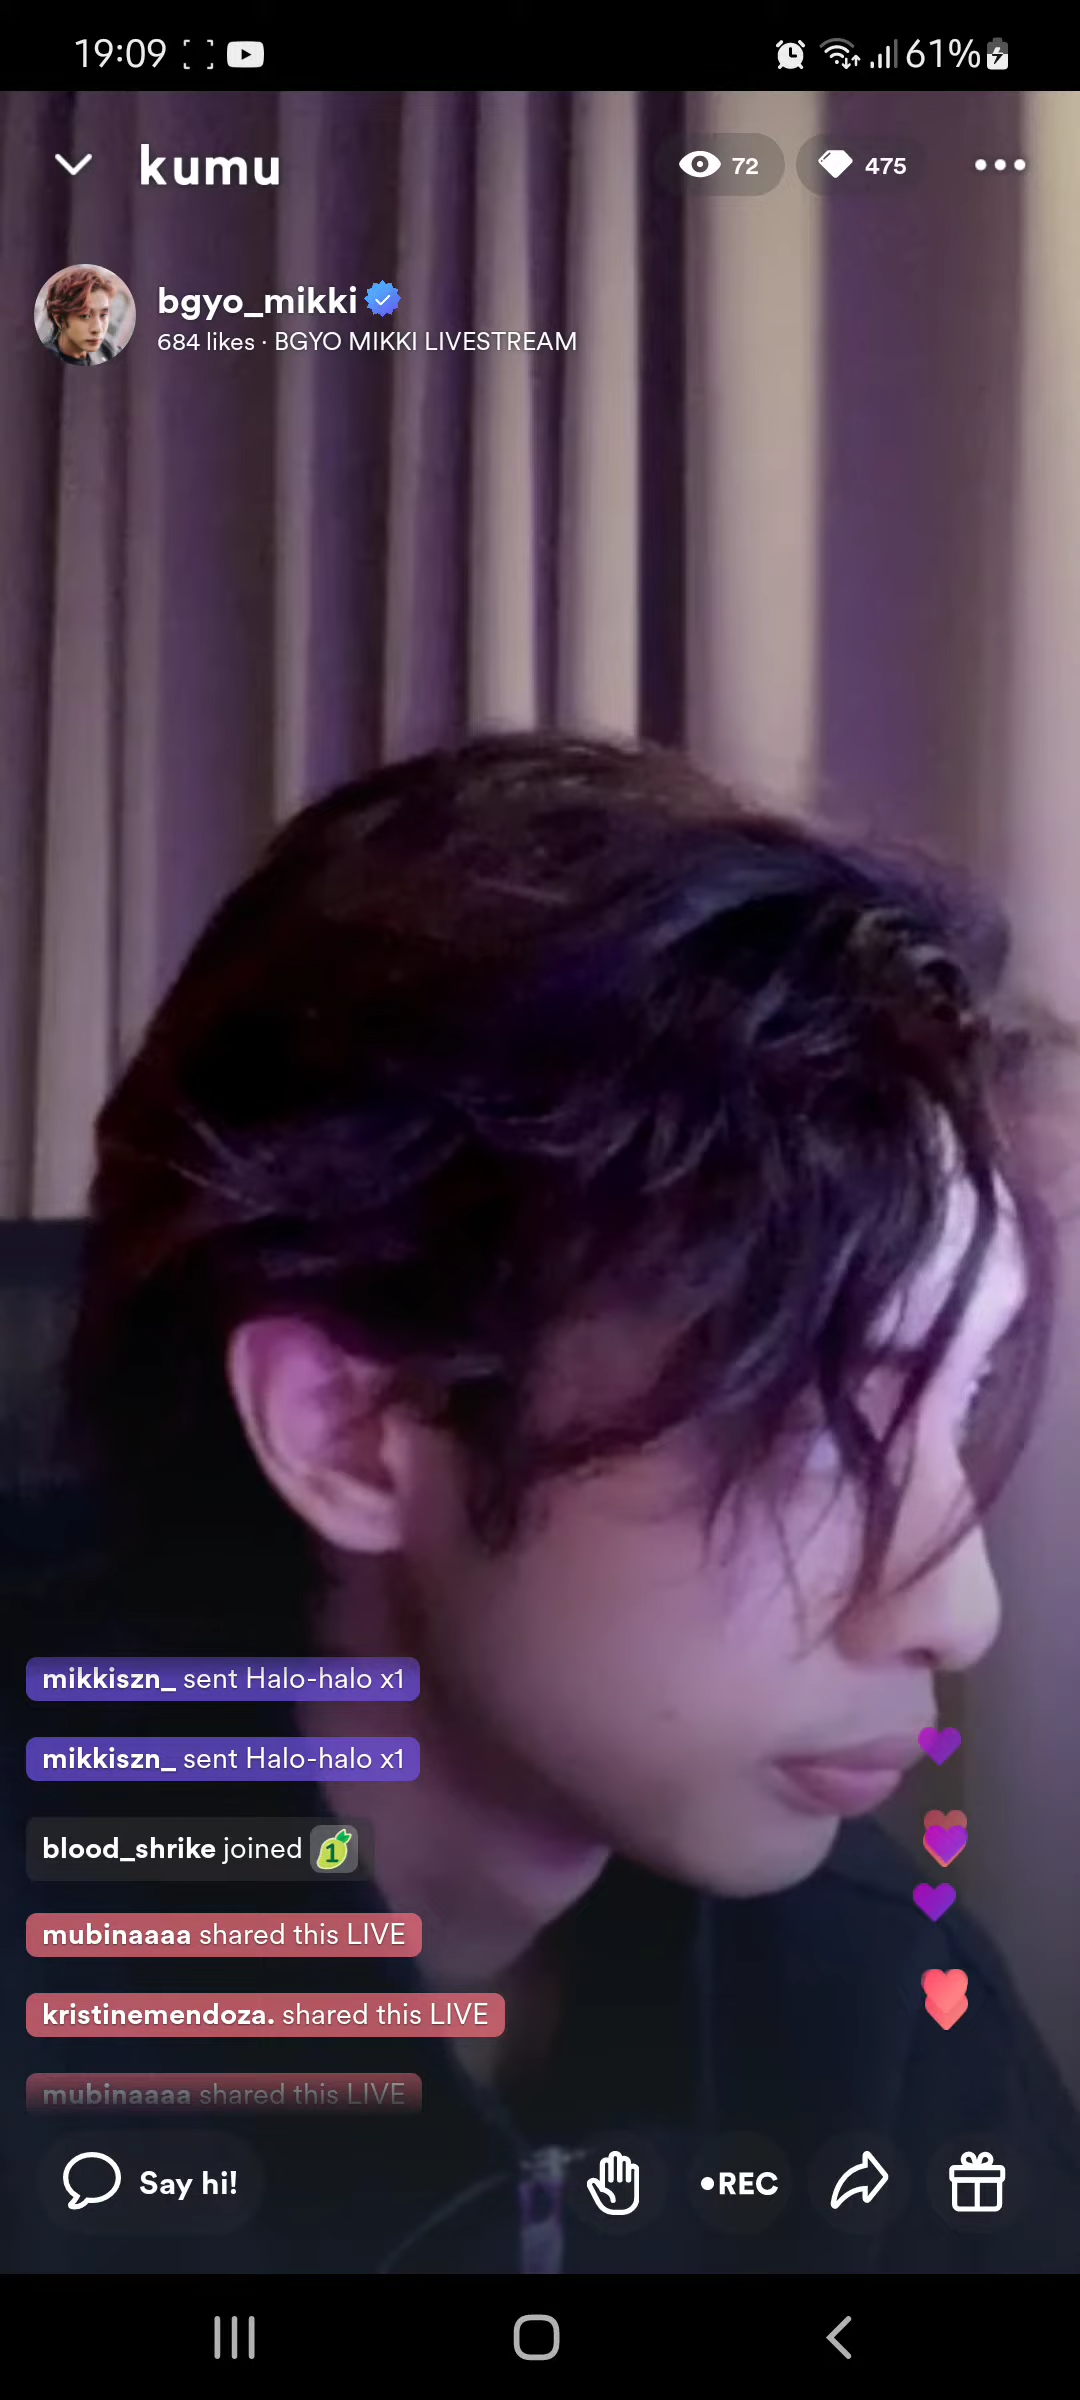 19:09
61%
kumu
72
475
bgyo_mikki
684 likes · BGYO MIKKI LIVESTREAM
mikkiszn_ sent Halo-halo x1
mikkiszn_ sent Halo-halo x1
blood_shrike joined 1
mubinaaaa shared this LIVE
kristinemendoza. shared this LIVE
mubinaaaa shared this LIVE
Say hi!
•REC